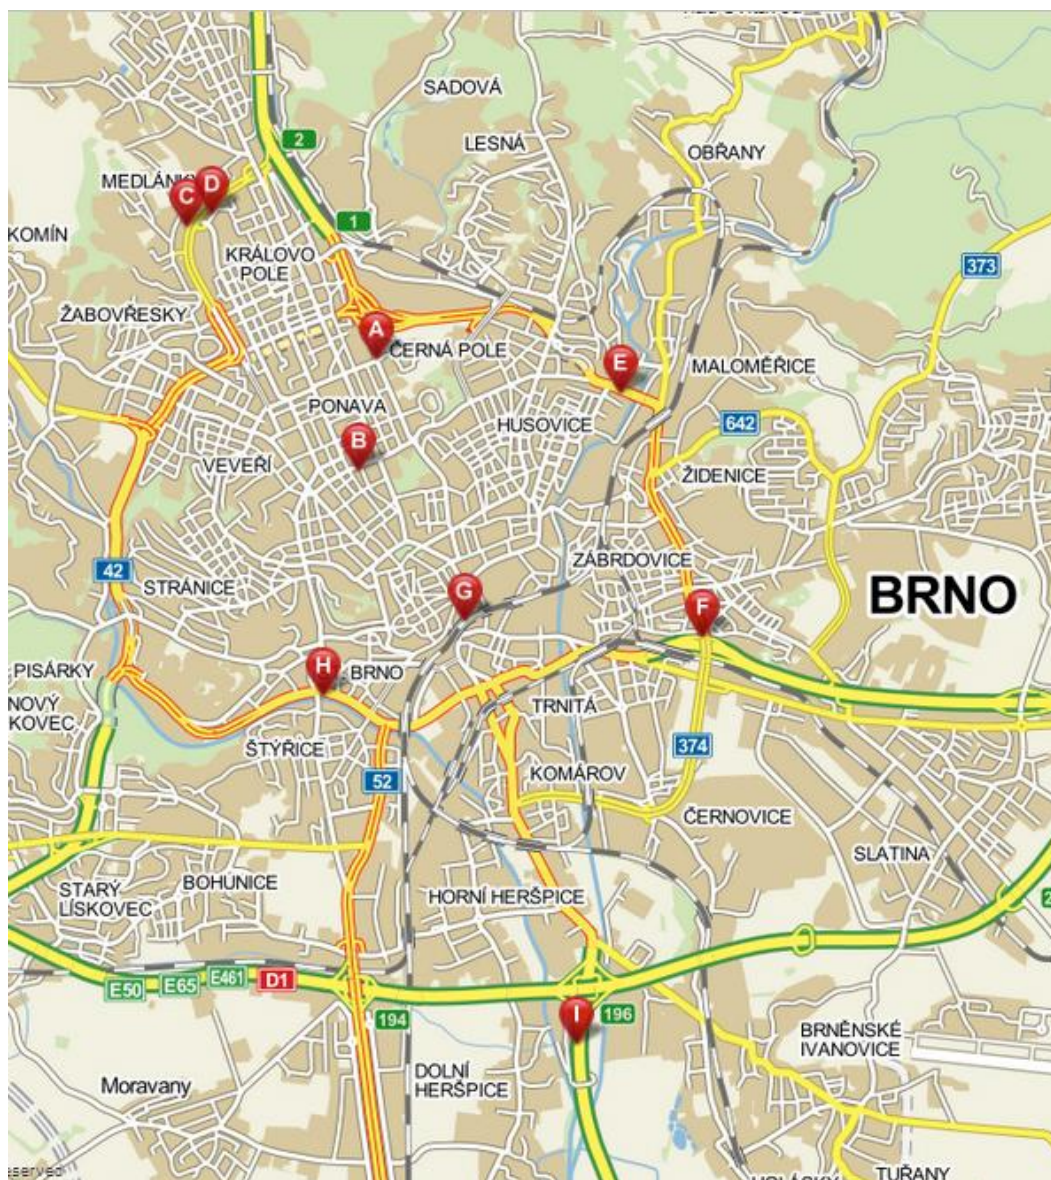 SADOVÁ
2
LESNÁ
OBŘANY
C
D
1
KOMÍN
KRÁLOVO
POLE
373
ŽABOVŘESKY
A
ČERNÁ POLE
E
MALOMĚŘICE
PONAVA
HUSOVICE
642
B
VEVEŘÍ
ŽIDENICE
ZÁBRDOVICE
42
STRÁNICE
BRNO
G
F
PISÁRKY
H
BRNO
NOVÝ
TRNITÁ
ŠTÝŘICE
374
52
KOMÁROV
ČERNOVICE
SLATINA
STARÝ
LÍSKOVEC
BOHUNICE
HORNÍ HERŠPICE
E50
E65
E461
D1
194
I
196
BRNĚNSKÉ
IVANOVICE
Moravany
DOLNÍ
HERŠPICE
TUŘANY